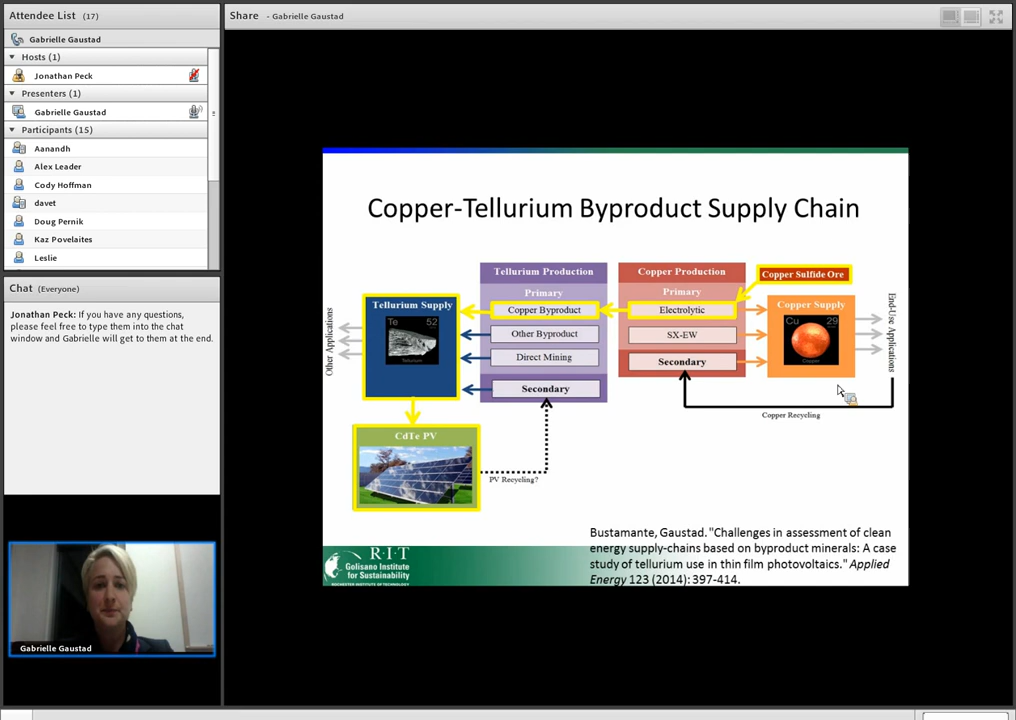 Attendee List (17)
Gabrielle Gaustad
Hosts (1)
Jonathan Peck
Presenters (1)
Gabrielle Gaustad
Participants (15)
Aanandh
Alex Leader
Cody Hoffman
davet
Doug Pernik
Kaz Povelaites
Leslie
Chat (Everyone)
Jonathan Peck: If you have any questions,
please feel free to type them into the chat
window and Gabrielle will get to them at the end.
Gabrielle Gaustad
Share - Gabrielle Gaustad
Copper-Tellurium Byproduct Supply Chain
Other Applications
Tellurium Supply
Te 52
Tellurium
Tellurium Production
Primary
Copper Byproduct
Other Byproduct
Direct Mining
Secondary
Copper Production
Primary
Electrolytic
SX-EW
Secondary
Copper Sulfide Ore
Copper Supply
Cu 29
Copper
End-Use Applications
Copper Recycling
CdTe PV
PV Recycling?
R·I·T
Golisano Institute
for Sustainability
ROCHESTER INSTITUTE OF TECHNOLOGY
Bustamante, Gaustad. "Challenges in assessment of clean
energy supply-chains based on byproduct minerals: A case
study of tellurium use in thin film photovoltaics." Applied
Energy 123 (2014): 397-414.